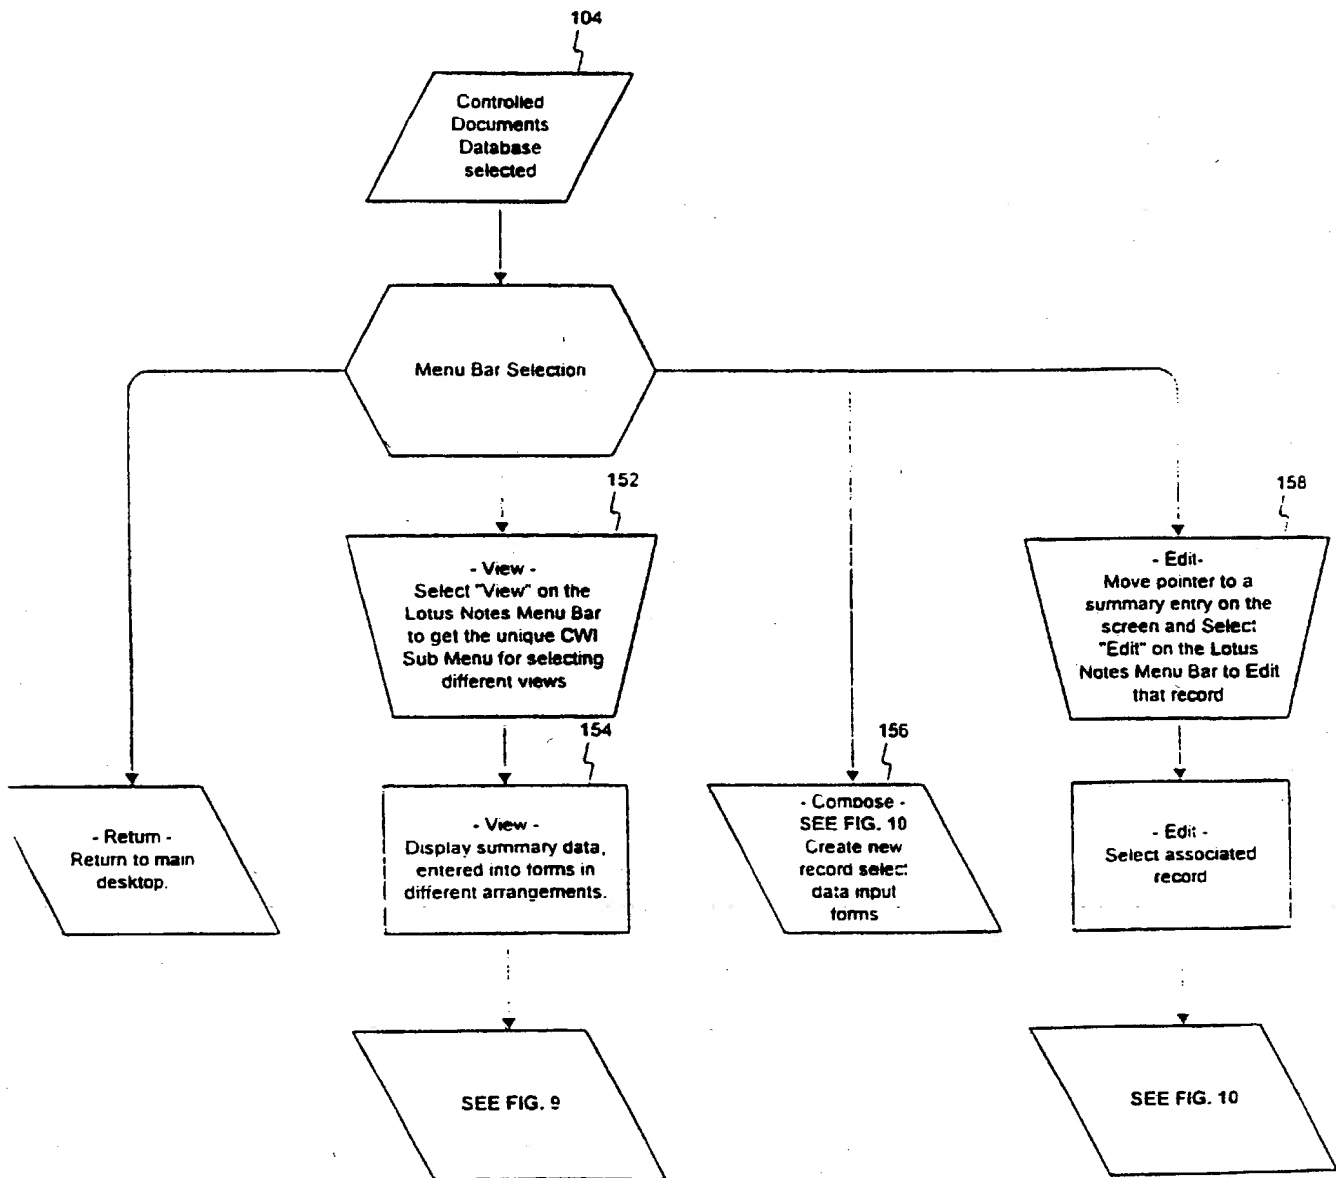 104
Controlled
Documents
Database
selected
Menu Bar Selection
152
- View -
Select "View" on the
Lotus Notes Menu Bar
to get the unique CWI
Sub Menu for selecting
different views
158
- Edit-
Move pointer to a
summary entry on the
screen and Select
"Edit" on the Lotus
Notes Menu Bar to Edit
that record
- Return -
Return to main
desktop.
154
- View -
Display summary data,
entered into forms in
different arrangements.
156
- Compose -
SEE FIG. 10
Create new
record select
data input
forms
- Edit -
Select associated
record
SEE FIG. 9
SEE FIG. 10